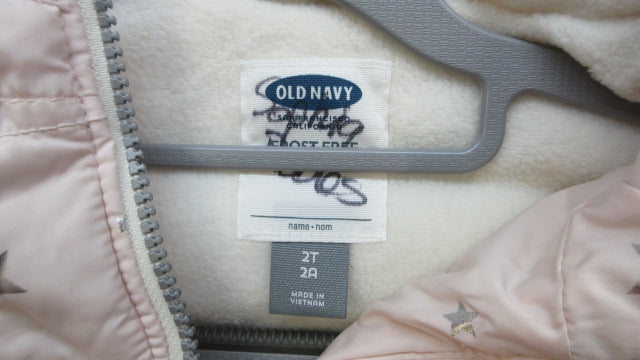 OLD NAVY
SAN FRANCISCO
CALIFORNIA
FROST FREE
name • nom
2T
2A
MADE IN
VIETNAM